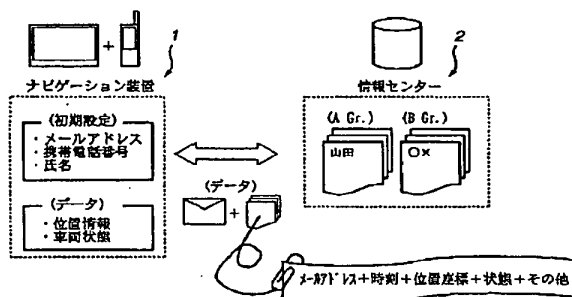 1
ナビゲーション装置
(初期設定)
・メールアドレス
・携帯電話番号
・氏名
(データ)
・位置情報
・車両状態
(データ)
2
情報センター
(A Gr.) (B Gr.)
山田 〇×
メールアドレス+時刻+位置座標+状態+その他